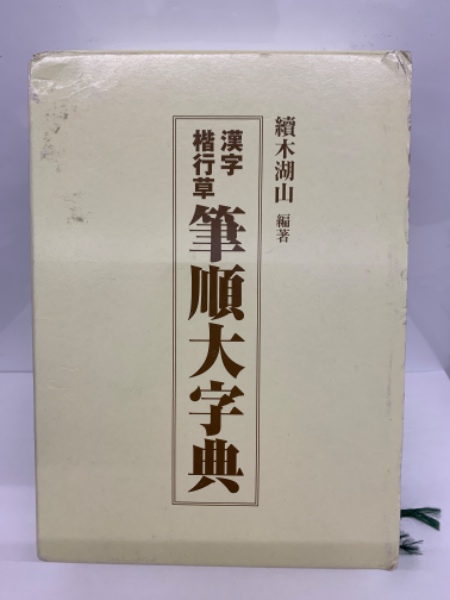 續木湖山 編著
漢字
楷行草
筆順大字典